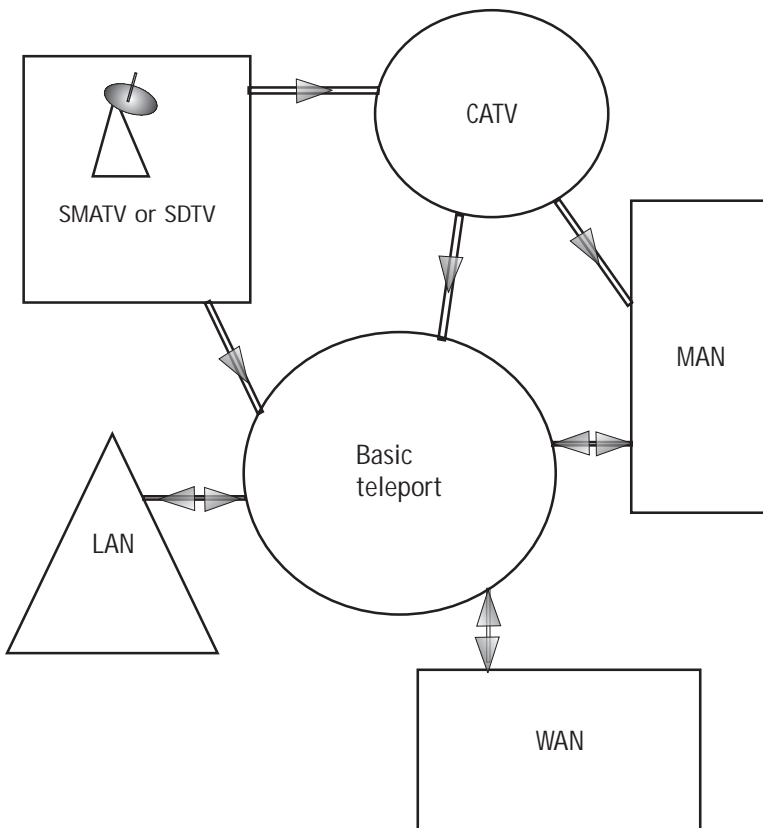 CATV
SMATV or SDTV
MAN
Basic
teleport
LAN
WAN